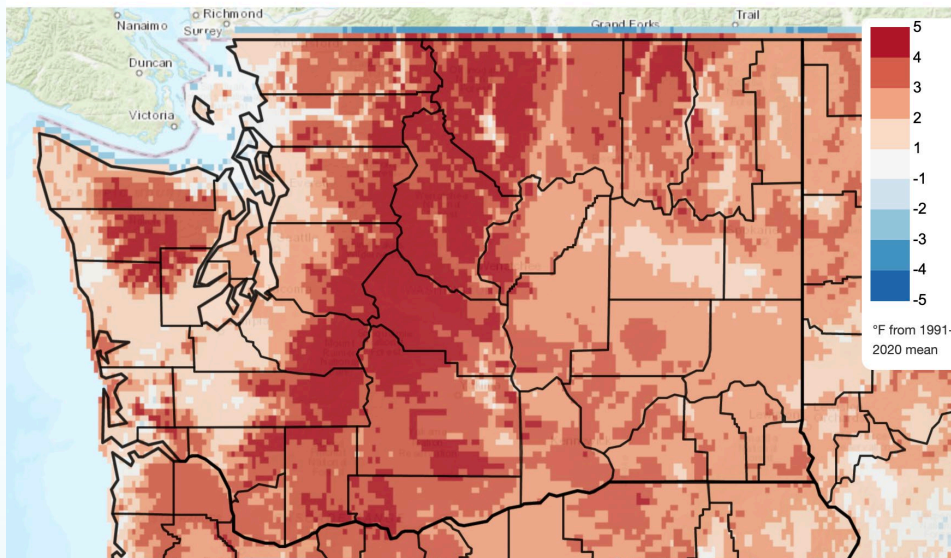 Nanaimo
Richmond
Surrey
Grand Forks
Trail
Duncan
Victoria
5
4
3
2
1
-1
-2
-3
-4
-5
°F from 1991-
2020 mean